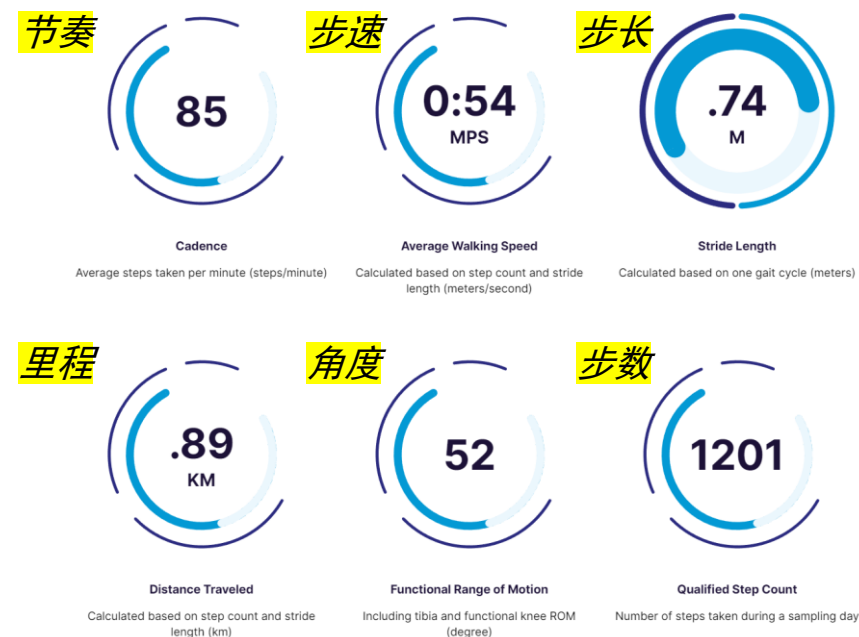 节奏
85
Cadence
Average steps taken per minute (steps/minute)
步速
0:54
MPS
Average Walking Speed
Calculated based on step count and stride
length (meters/second)
步长
.74
M
Stride Length
Calculated based on one gait cycle (meters)
里程
.89
KM
Distance Traveled
Calculated based on step count and stride
length (km)
角度
52
Functional Range of Motion
Including tibia and functional knee ROM
(degree)
步数
1201
Qualified Step Count
Number of steps taken during a sampling day